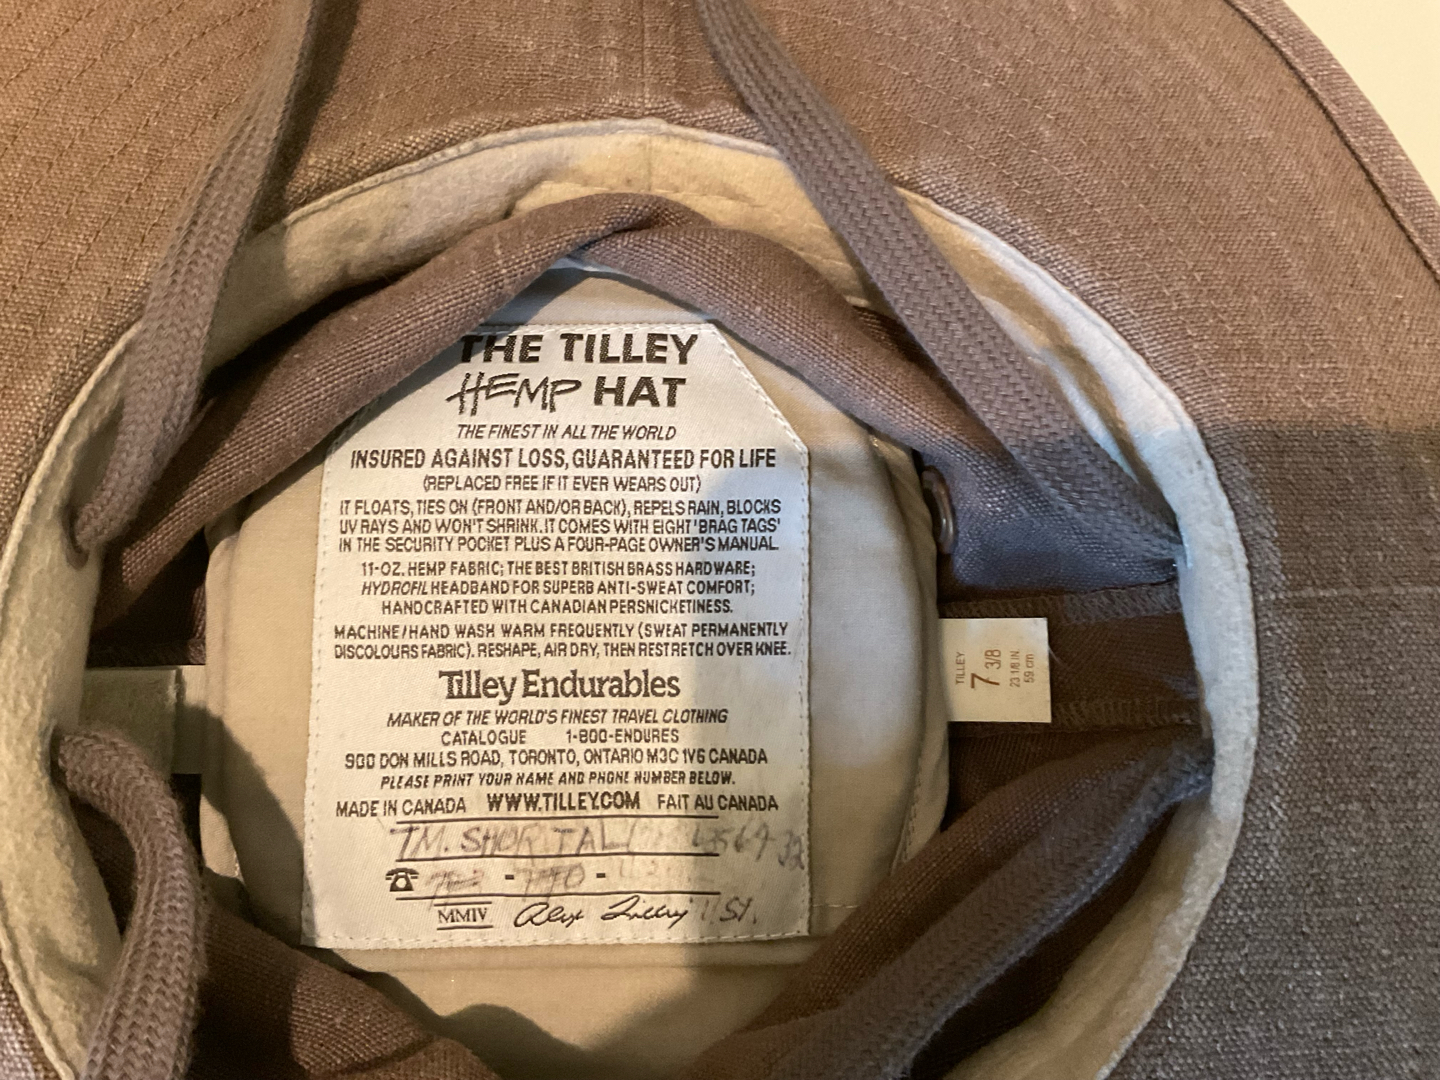 THE TILLEY
HEMP HAT
THE FINEST IN ALL THE WORLD
INSURED AGAINST LOSS, GUARANTEED FOR LIFE
(REPLACED FREE IF IT EVER WEARS OUT)
IT FLOATS, TIES ON (FRONT AND/OR BACK), REPELS RAIN, BLOCKS
UV RAYS AND WON'T SHRINK. IT COMES WITH EIGHT 'BRAG TAGS'
IN THE SECURITY POCKET PLUS A FOUR-PAGE OWNER'S MANUAL.
11-OZ. HEMP FABRIC; THE BEST BRITISH BRASS HARDWARE;
HYDROFIL HEADBAND FOR SUPERB ANTI-SWEAT COMFORT;
HANDCRAFTED WITH CANADIAN PERSNICKETINESS.
MACHINE/HAND WASH WARM FREQUENTLY (SWEAT PERMANENTLY
DISCOLOURS FABRIC). RESHAPE, AIR DRY, THEN RESTRETCH OVER KNEE.
Tilley Endurables
MAKER OF THE WORLD'S FINEST TRAVEL CLOTHING
CATALOGUE 1-800-ENDURES
900 DON MILLS ROAD, TORONTO, ONTARIO M3C 1V6 CANADA
PLEASE PRINT YOUR NAME AND PHONE NUMBER BELOW.
MADE IN CANADA WWW.TILLEY.COM FAIT AU CANADA
MMIV Alex Tilley
TILLEY
7 3/8
23 1/8 IN.
59 cm